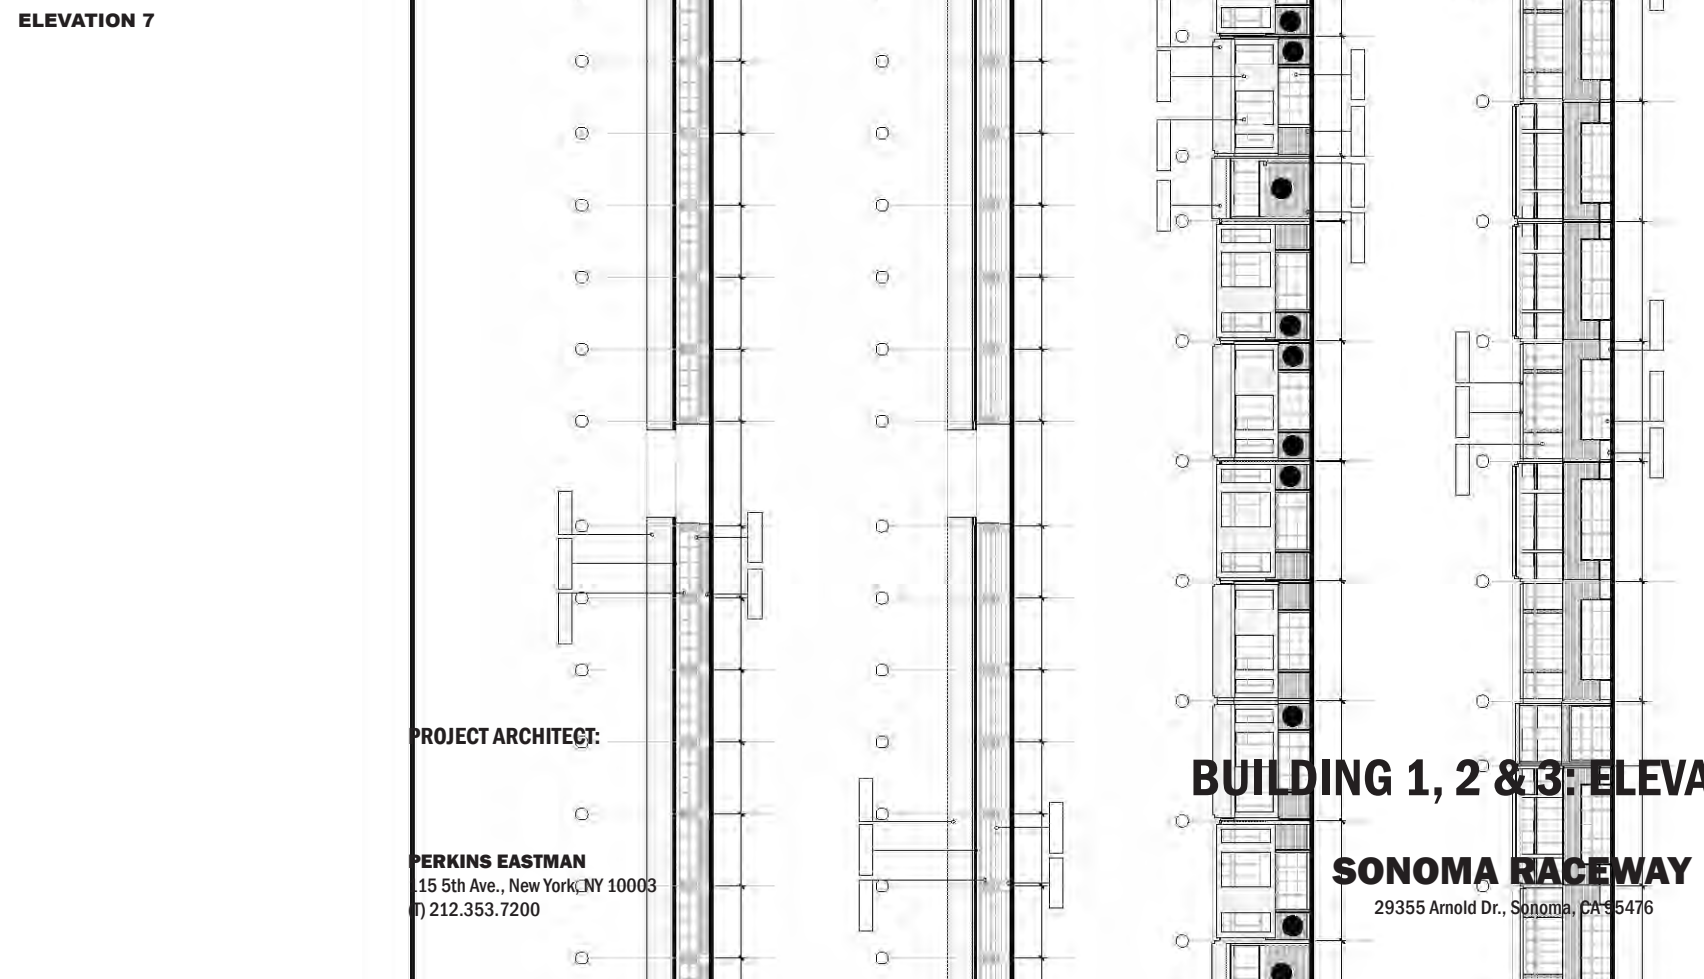 ELEVATION 7
PROJECT ARCHITECT:
PERKINS EASTMAN
115 5th Ave., New York, NY 10003
(T) 212.353.7200
BUILDING 1, 2 & 3: ELEVA
SONOMA RACEWAY
29355 Arnold Dr., Sonoma, CA 95476